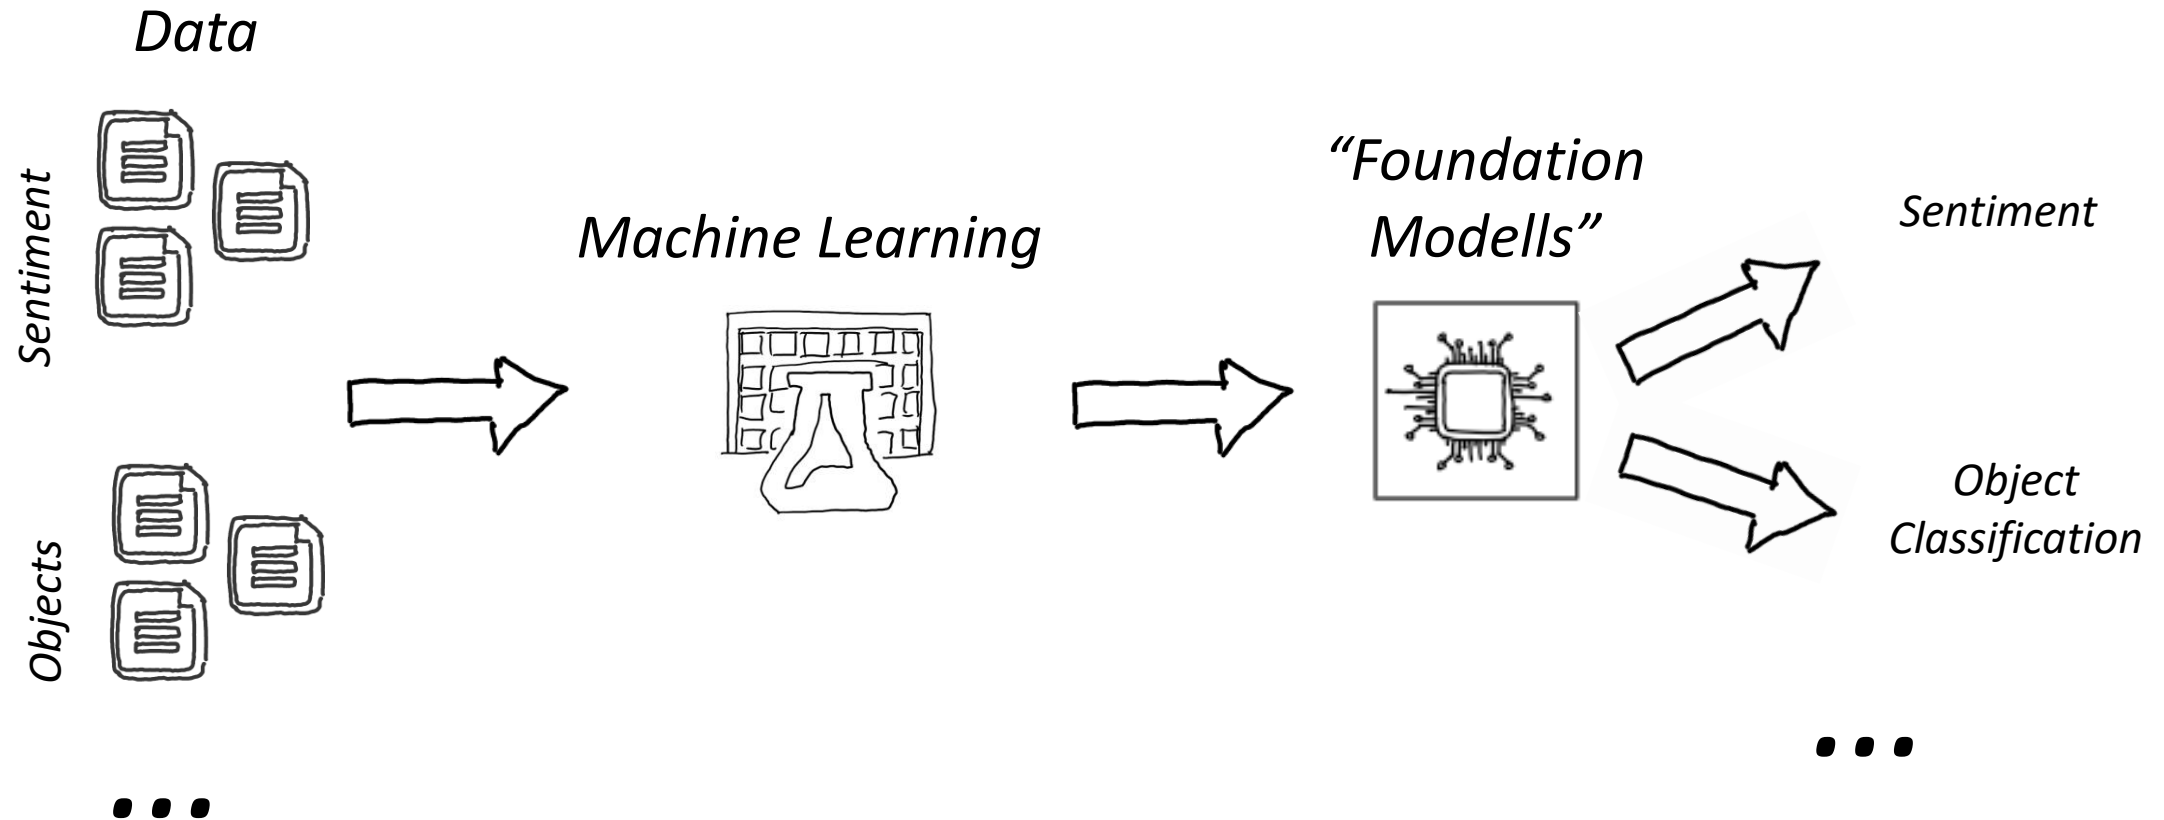 Data
Sentiment
Objects
...
Machine Learning
“Foundation
Modells”
Sentiment
Object
Classification
...